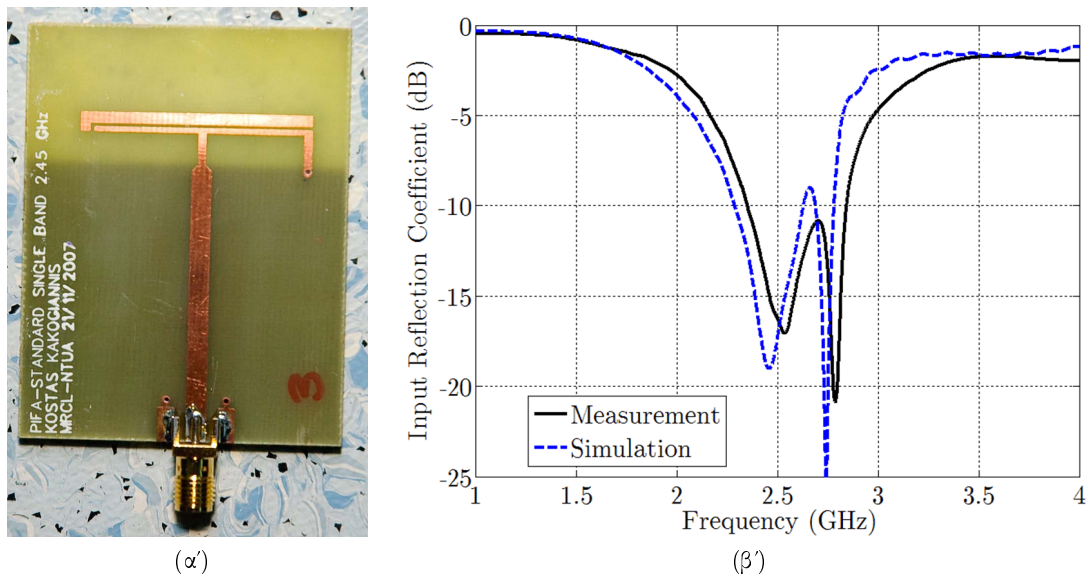 PIFA-STANDARD SINGLE BAND 2.45 GHz
KOSTAS KAKOGIANNIS
MRCL-NTUA 21/11/2007
3
(α')
Input Reflection Coefficient (dB)
0
-5
-10
-15
-20
-25
1
1.5
2
2.5
3
3.5
4
Frequency (GHz)
Measurement
Simulation
(β')